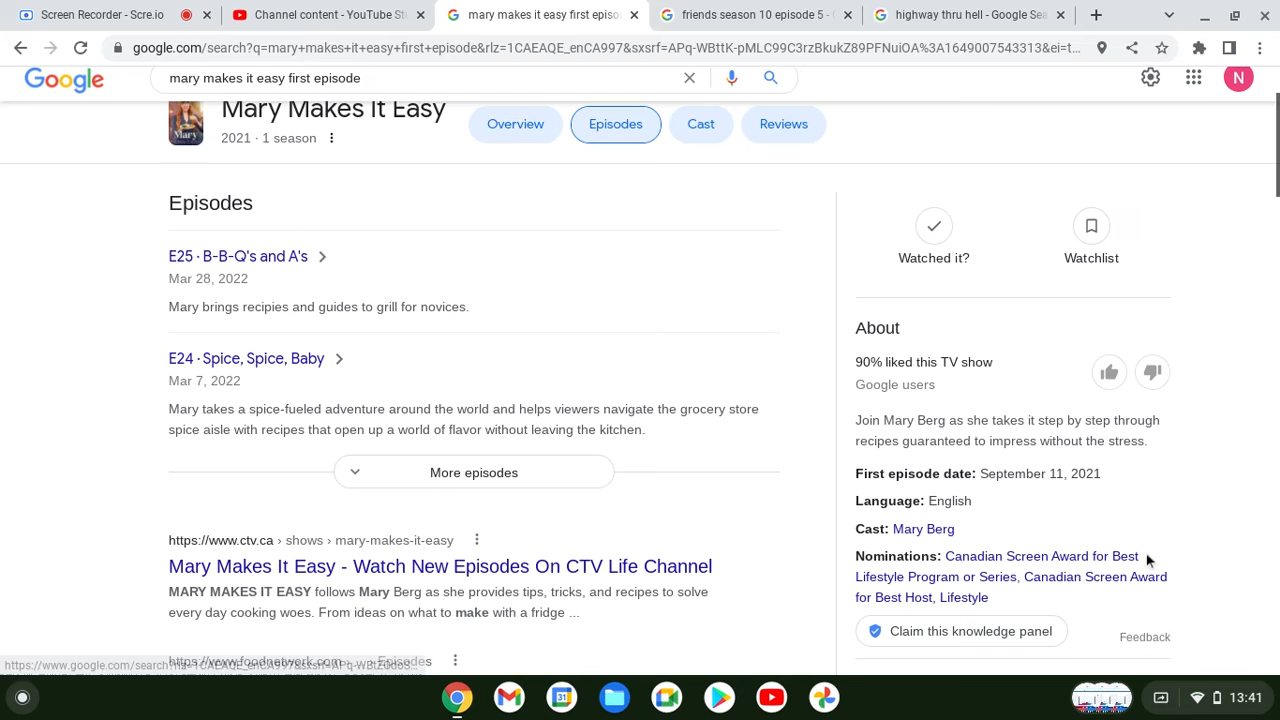 Screen Recorder - Scre.io
Channel content - YouTube St
mary makes it easy first episo
friends season 10 episode 5 - G
highway thru hell - Google Sea
google.com/search?q=mary+makes+it+easy+first+episode&rlz=1CAEAQE_enCA997&sxsrf=APq-WBttK-pMLC99C3rzBkukZ89PFNuiOA%3A1649007543313&ei=t...
Google
mary makes it easy first episode
N
Mary Makes It Easy
2021 · 1 season
Overview
Episodes
Cast
Reviews
Mary
Episodes
E25 · B-B-Q's and A's
Mar 28, 2022
Mary brings recipies and guides to grill for novices.
E24 · Spice, Spice, Baby
Mar 7, 2022
Mary takes a spice-fueled adventure around the world and helps viewers navigate the grocery store
spice aisle with recipes that open up a world of flavor without leaving the kitchen.
More episodes
https://www.ctv.ca › shows › mary-makes-it-easy
Mary Makes It Easy - Watch New Episodes On CTV Life Channel
MARY MAKES IT EASY follows Mary Berg as she provides tips, tricks, and recipes to solve
every day cooking woes. From ideas on what to make with a fridge ...
https://www.foodnetwork.com › Episodes
Watched it?
Watchlist
About
90% liked this TV show
Google users
Join Mary Berg as she takes it step by step through
recipes guaranteed to impress without the stress.
First episode date: September 11, 2021
Language: English
Cast: Mary Berg
Nominations: Canadian Screen Award for Best
Lifestyle Program or Series, Canadian Screen Award
for Best Host, Lifestyle
Claim this knowledge panel
Feedback
13:41